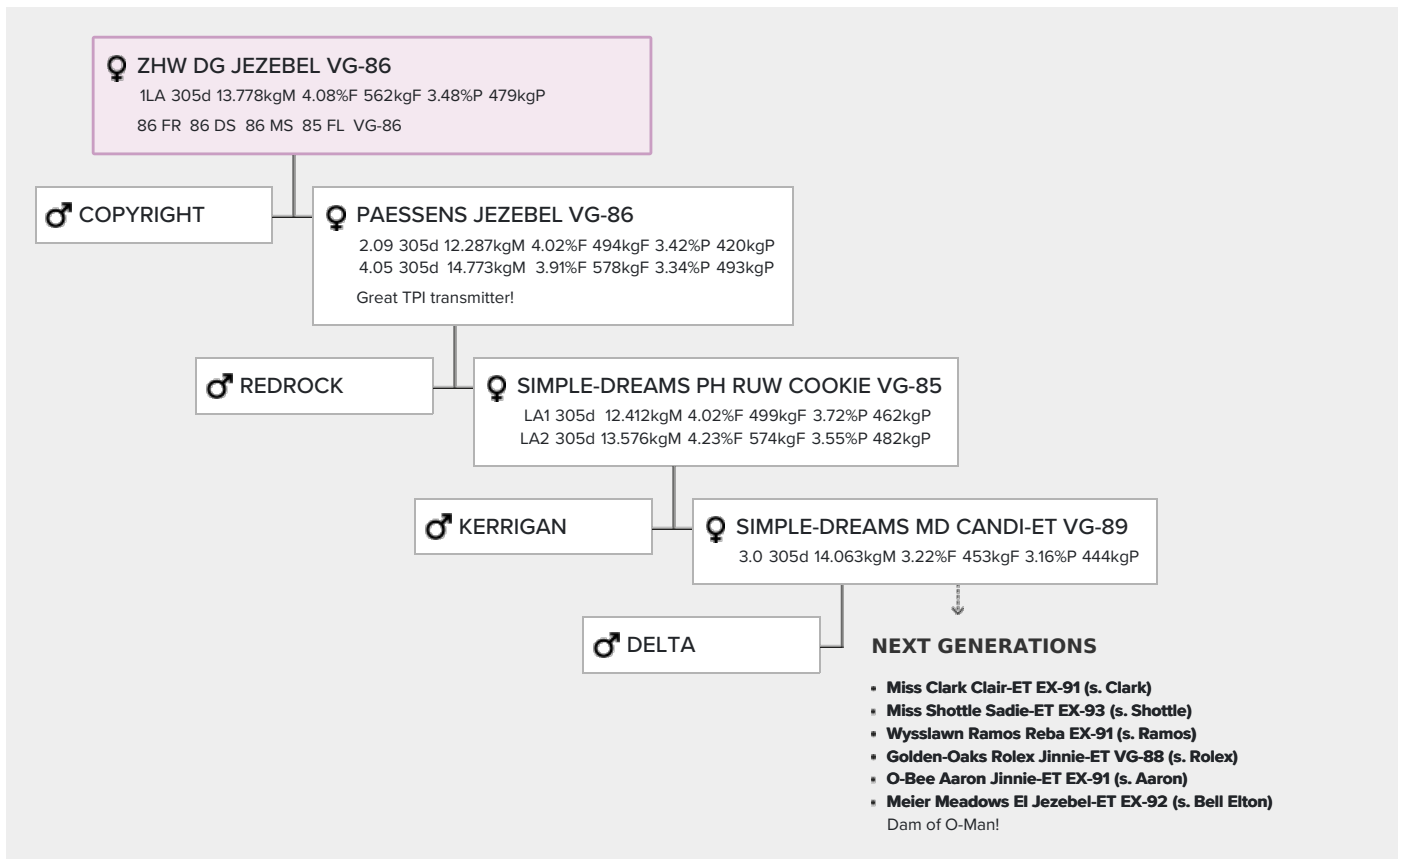 ZHW DG JEZEBEL VG-86
1LA 305d 13.778kgM 4.08%F 562kgF 3.48%P 479kgP
86 FR 86 DS 86 MS 85 FL VG-86
COPYRIGHT
PAESSENS JEZEBEL VG-86
2.09 305d 12.287kgM 4.02%F 494kgF 3.42%P 420kgP
4.05 305d 14.773kgM 3.91%F 578kgF 3.34%P 493kgP
Great TPI transmitter!
REDROCK
SIMPLE-DREAMS PH RUW COOKIE VG-85
LA1 305d 12.412kgM 4.02%F 499kgF 3.72%P 462kgP
LA2 305d 13.576kgM 4.23%F 574kgF 3.55%P 482kgP
KERRIGAN
SIMPLE-DREAMS MD CANDI-ET VG-89
3.0 305d 14.063kgM 3.22%F 453kgF 3.16%P 444kgP
DELTA
NEXT GENERATIONS
▪ Miss Clark Clair-ET EX-91 (s. Clark)
▪ Miss Shottle Sadie-ET EX-93 (s. Shottle)
▪ Wysslawn Ramos Reba EX-91 (s. Ramos)
▪ Golden-Oaks Rolex Jinnie-ET VG-88 (s. Rolex)
▪ O-Bee Aaron Jinnie-ET EX-91 (s. Aaron)
▪ Meier Meadows El Jezebel-ET EX-92 (s. Bell Elton)
Dam of O-Man!